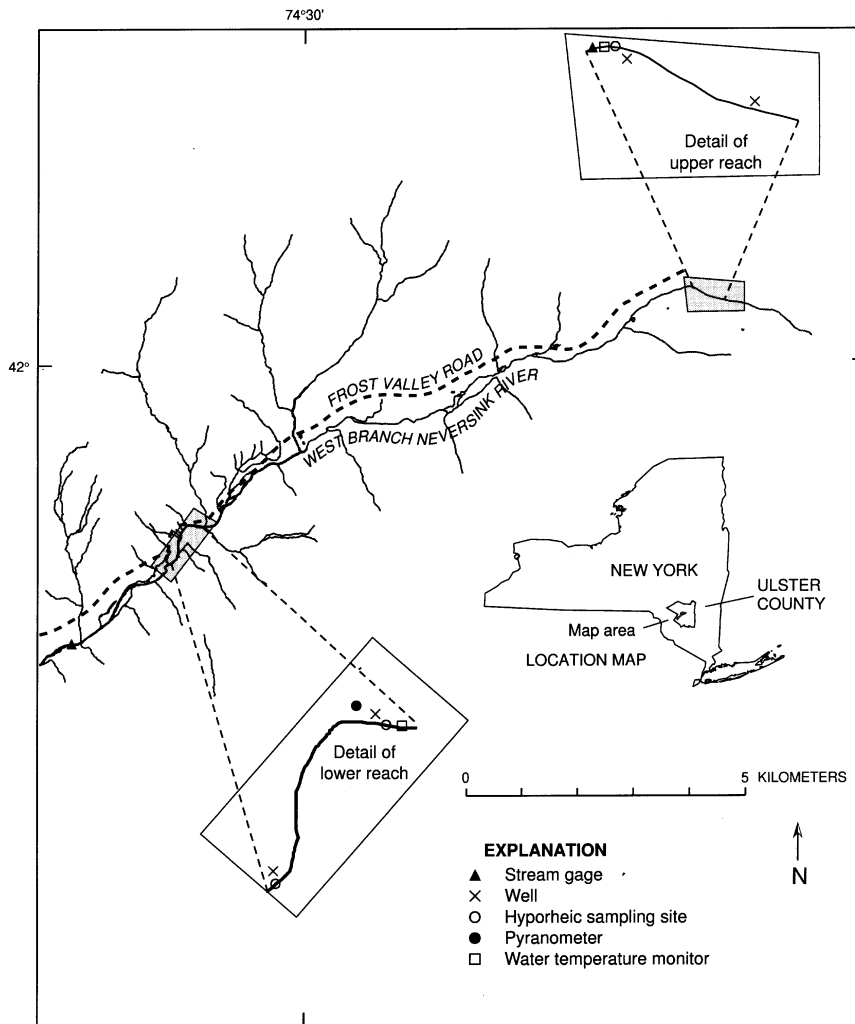 74°30'
Detail of
upper reach
42°
FROST VALLEY ROAD
WEST BRANCH NEVERSINK RIVER
NEW YORK
ULSTER
COUNTY
Map area
LOCATION MAP
Detail of
lower reach
0 5 KILOMETERS
EXPLANATION
Stream gage
Well
Hyporheic sampling site
Pyranometer
Water temperature monitor
N